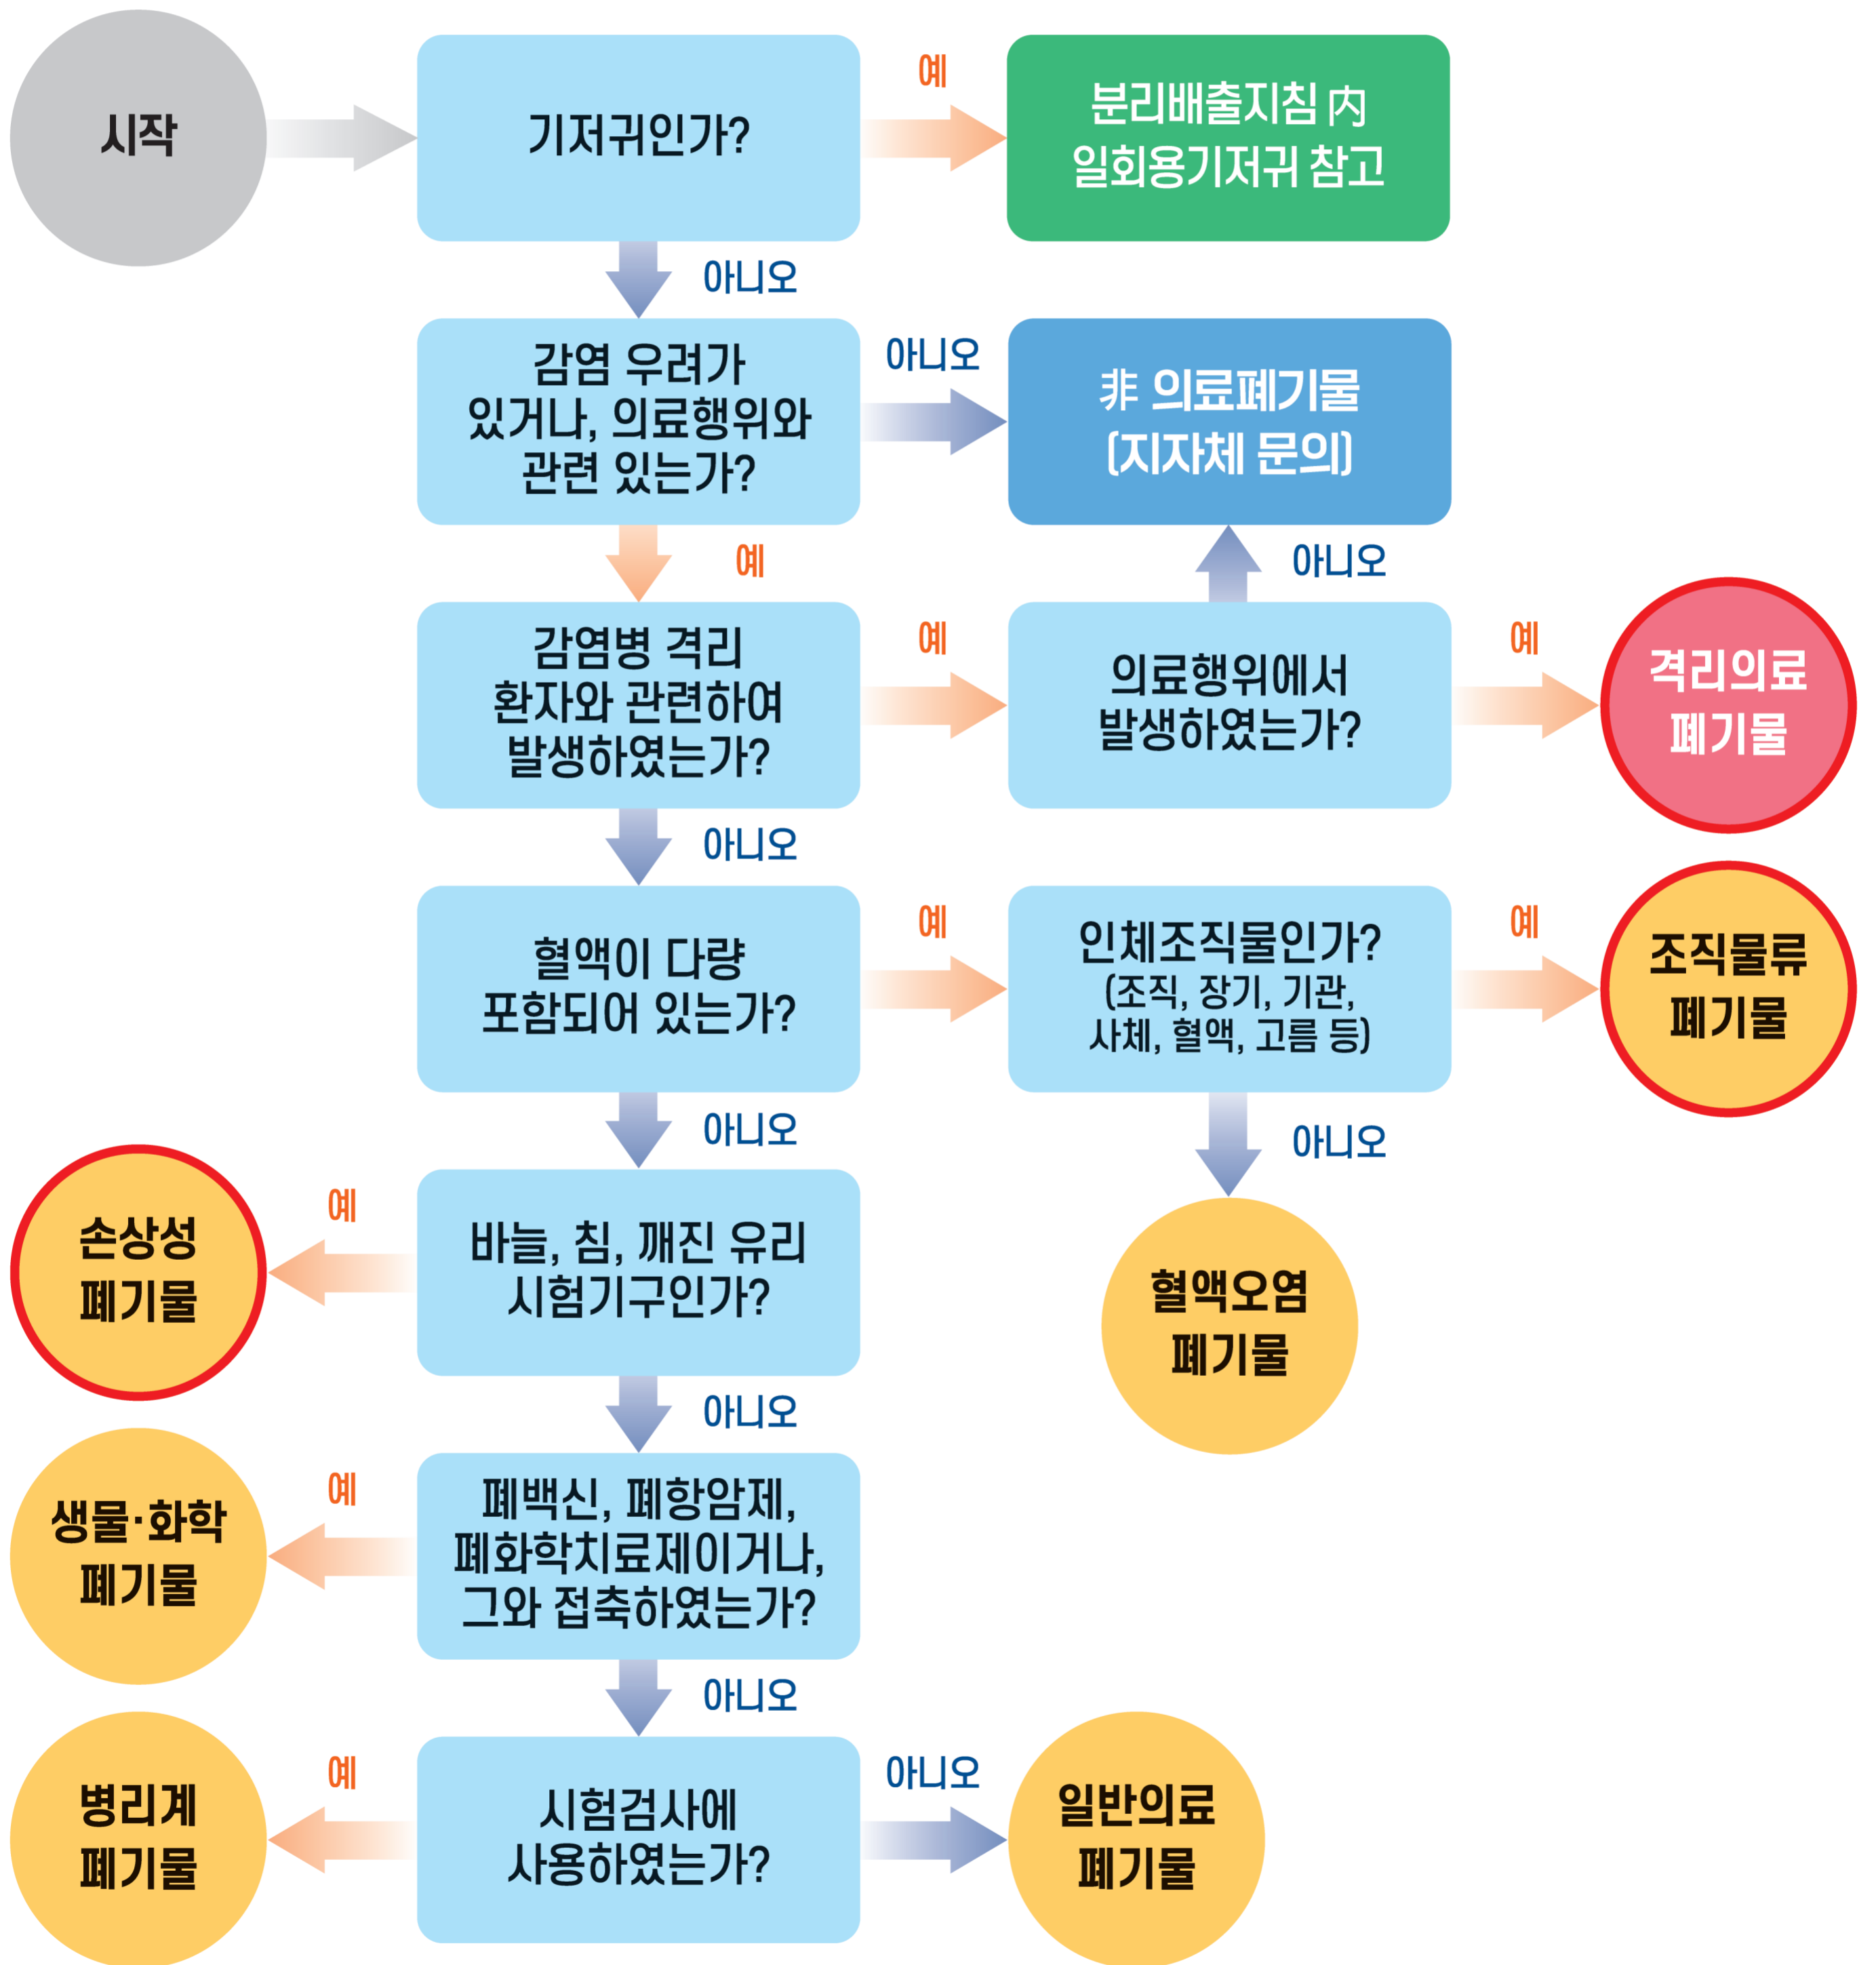 시작
기저귀인가?
예
분리배출지침 內
일회용기저귀 참고
아니오
감염 우려가
있거나, 의료행위와
관련 있는가?
아니오
非 의료폐기물
(지자체 문의)
예
아니오
감염병 격리
환자와 관련하여
발생하였는가?
예
의료행위에서
발생하였는가?
예
격리의료
폐기물
아니오
혈액이 다량
포함되어 있는가?
예
인체조직물인가?
(조직, 장기, 기관,
사체, 혈액, 고름 등)
예
조직물류
폐기물
아니오
아니오
손상성
폐기물
예
바늘, 침, 깨진 유리
시험기구인가?
혈액오염
폐기물
아니오
생물·화학
폐기물
예
폐백신, 폐항암제,
폐화학치료제이거나,
그와 접촉하였는가?
아니오
병리계
폐기물
예
시험검사에
사용하였는가?
아니오
일반의료
폐기물